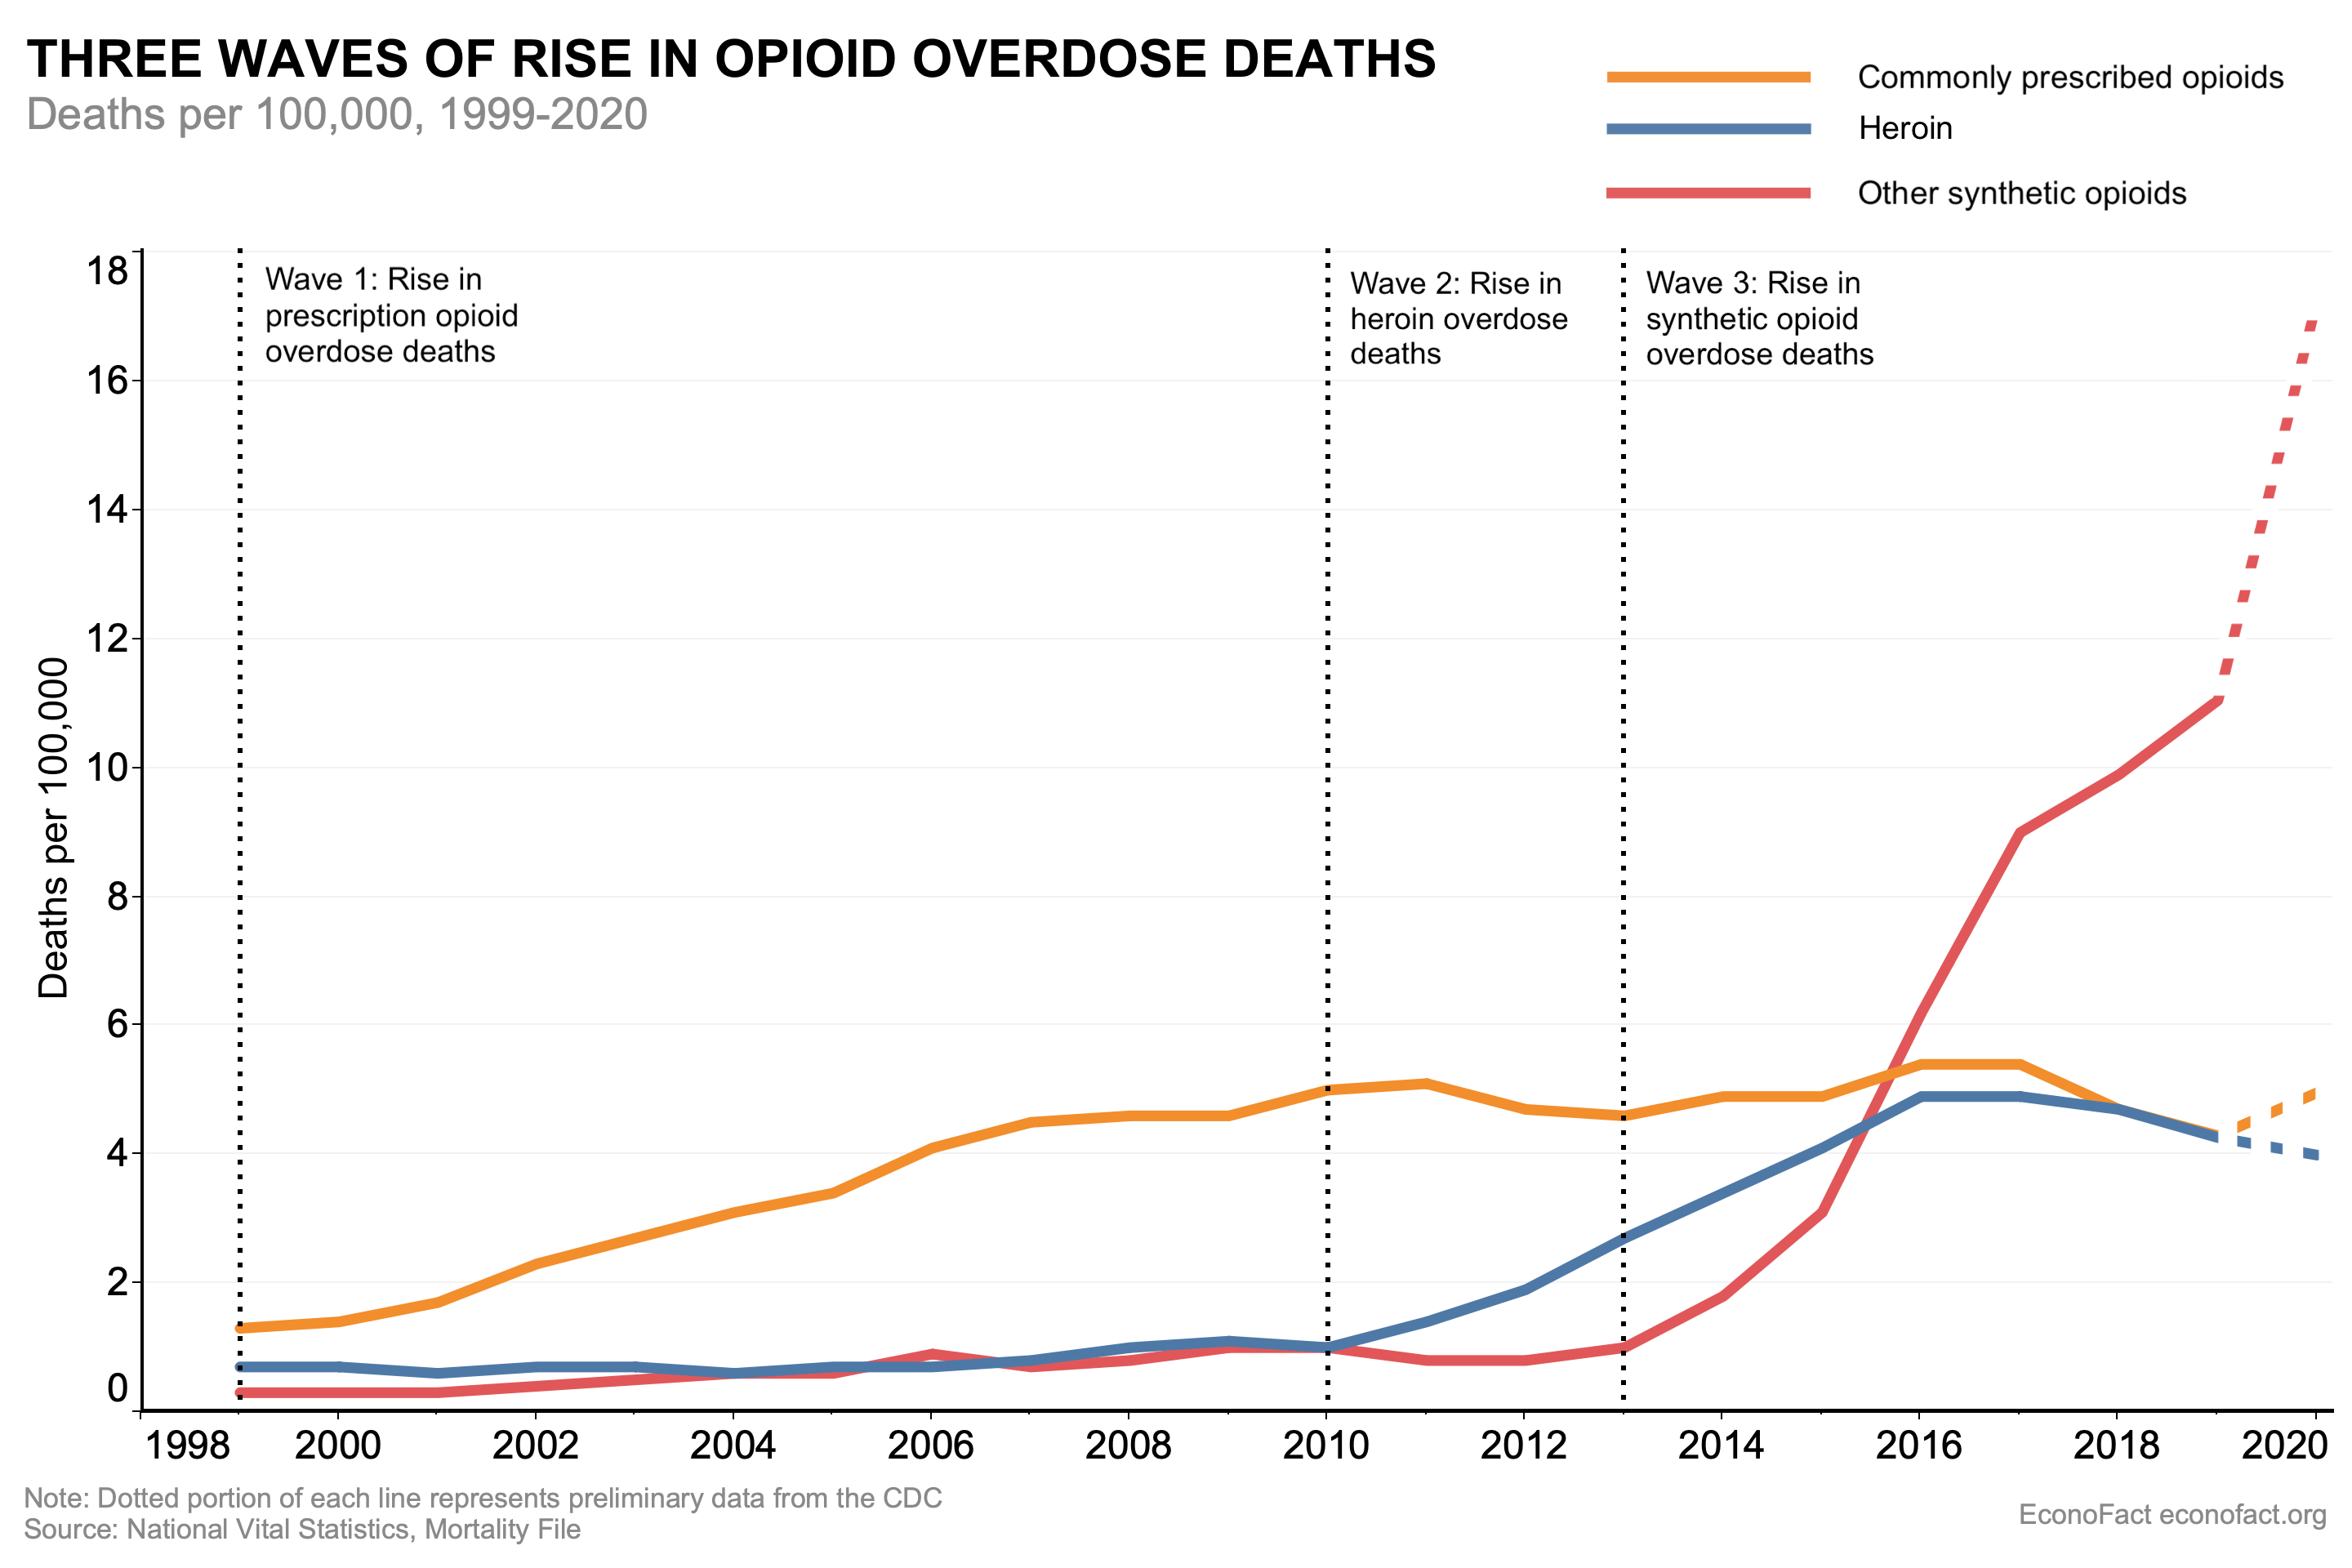 THREE WAVES OF RISE IN OPIOID OVERDOSE DEATHS
Deaths per 100,000, 1999-2020
Commonly prescribed opioids
Heroin
Other synthetic opioids
Wave 1: Rise in
prescription opioid
overdose deaths
Wave 2: Rise in
heroin overdose
deaths
Wave 3: Rise in
synthetic opioid
overdose deaths
Deaths per 100,000
18
16
14
12
10
8
6
4
2
0
1998 2000 2002 2004 2006 2008 2010 2012 2014 2016 2018 2020
Note: Dotted portion of each line represents preliminary data from the CDC
Source: National Vital Statistics, Mortality File
EconoFact econofact.org